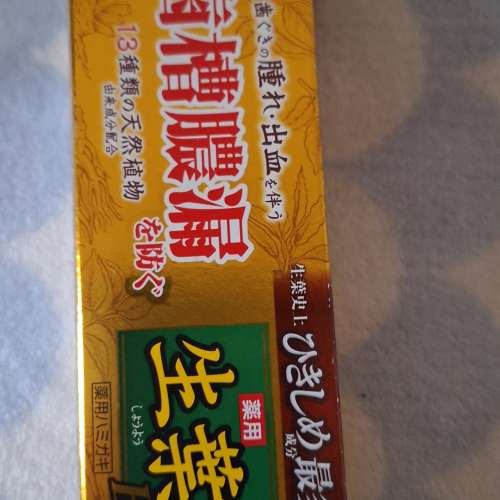 歯ぐきの腫れ・出血を伴う
歯槽膿漏を防ぐ
13種類の天然植物
由来成分配合
生葉史上
ひきしめ
成分
最
薬用
生葉
しょうよう
薬用ハミガキ